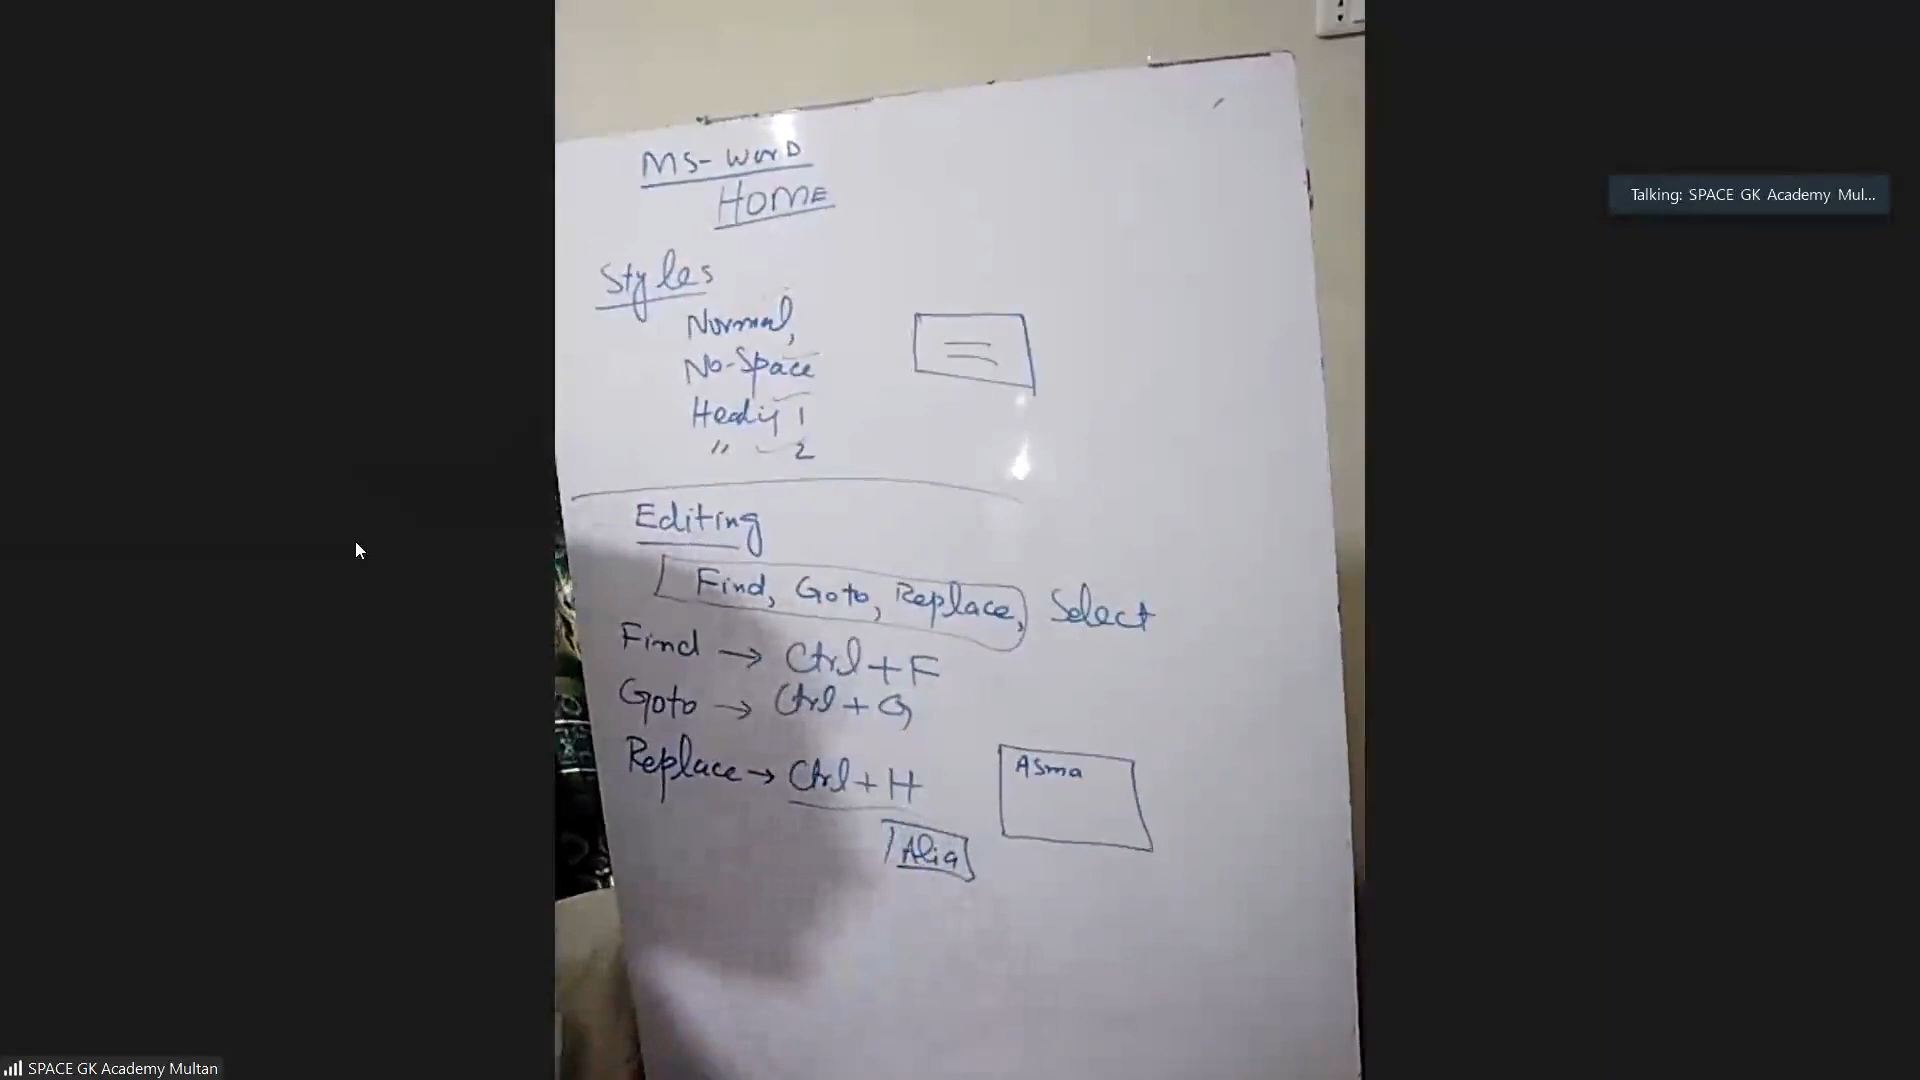 MS-WORD
HOME
Styles
Normal,
No-Space
Heading 1
" - 2
Editing
Find, Goto, Replace, Select
Find → Ctrl+F
Goto → Ctrl+G
Replace → Ctrl+H
ASma
Alia
Talking: SPACE GK Academy Mul...
SPACE GK Academy Multan